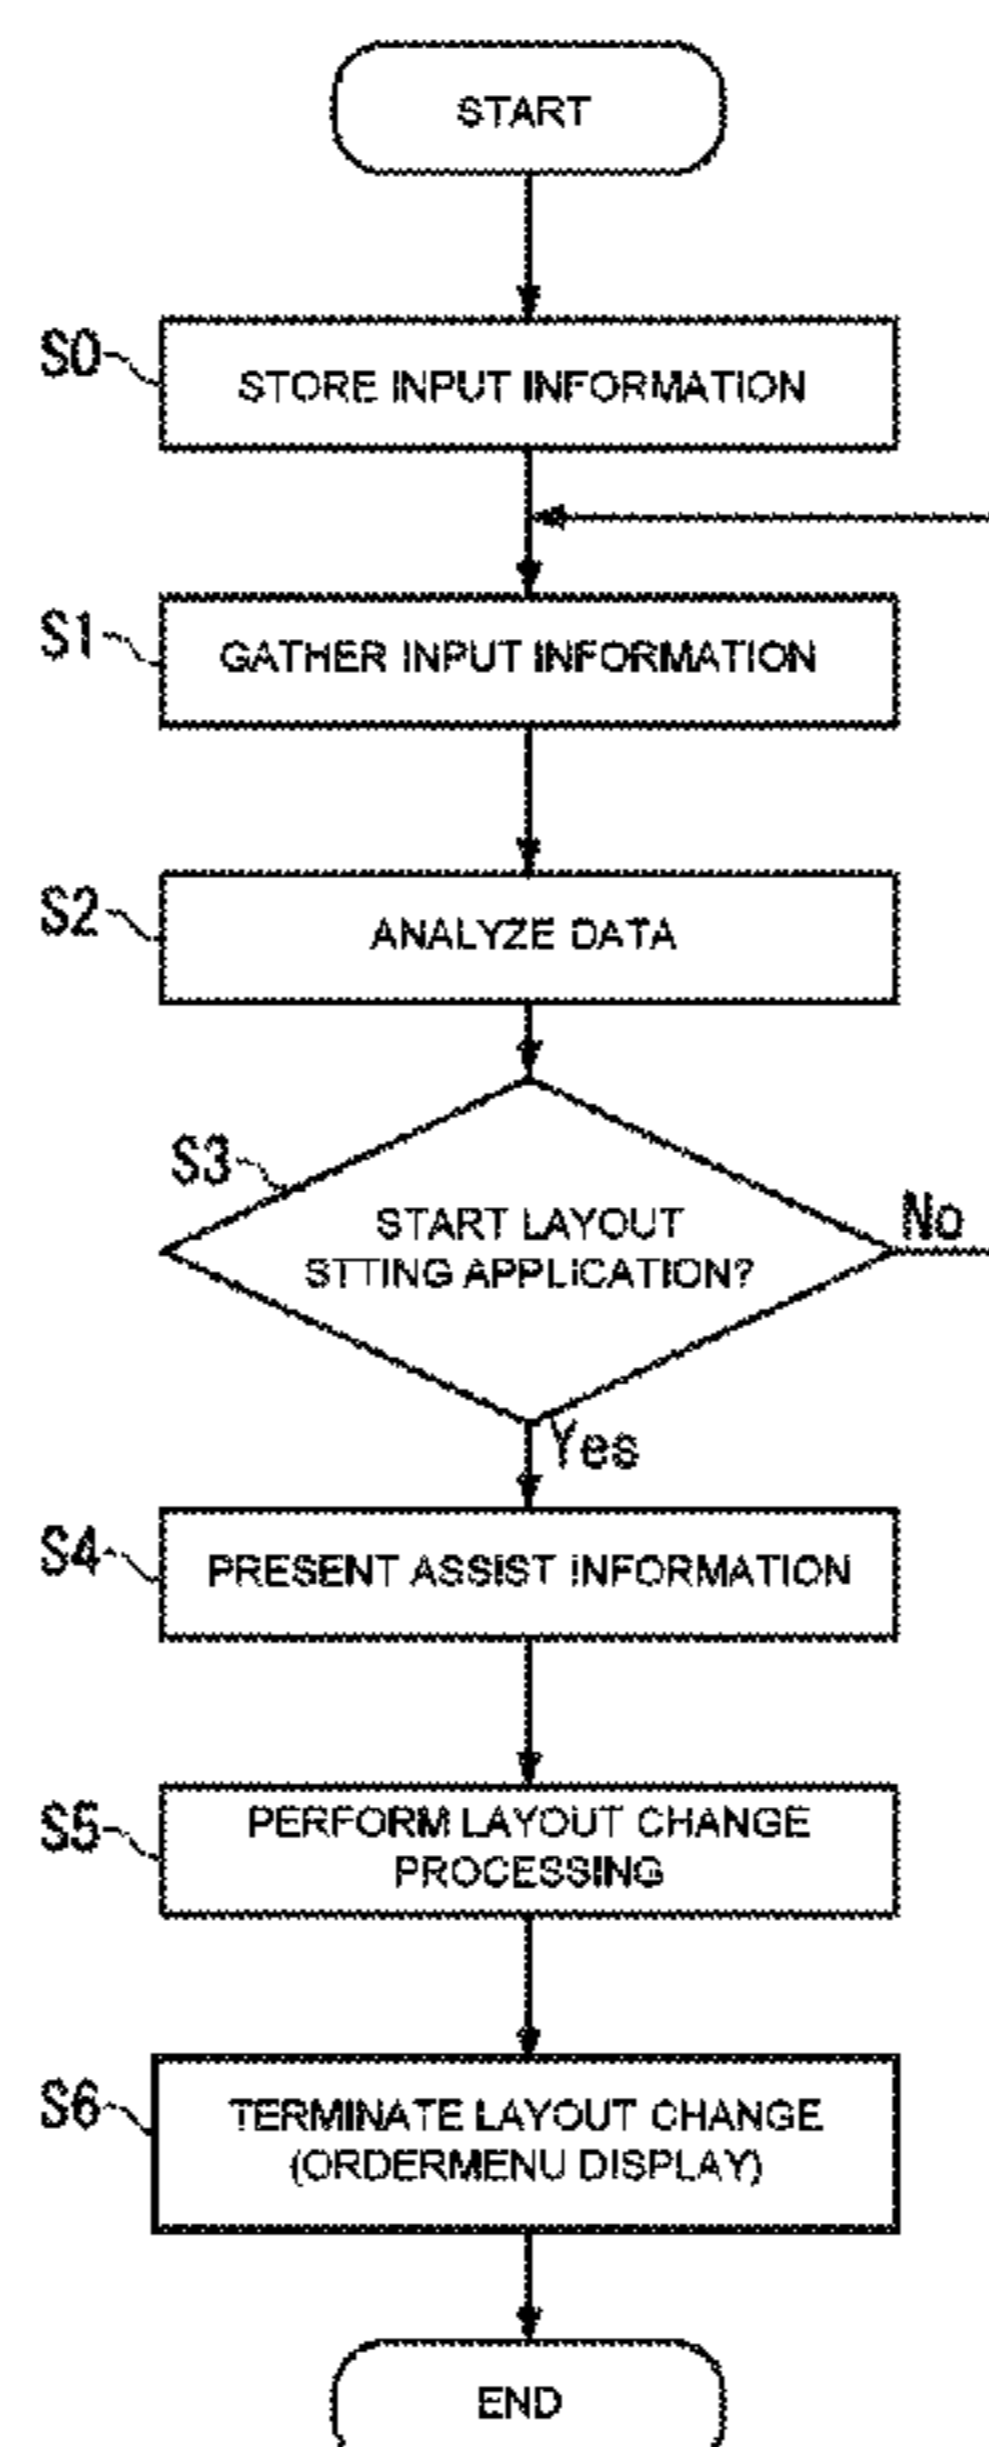 START
S0
STORE INPUT INFORMATION
S1
GATHER INPUT INFORMATION
S2
ANALYZE DATA
S3
START LAYOUT
STTING APPLICATION?
No
Yes
S4
PRESENT ASSIST INFORMATION
S5
PERFORM LAYOUT CHANGE
PROCESSING
S6
TERMINATE LAYOUT CHANGE
(ORDERMENU DISPLAY)
END